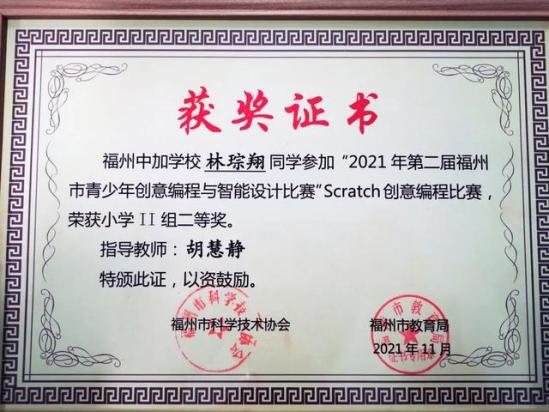 获奖证书
福州中加学校 林琮翔 同学参加“2021年第二届福州
市青少年创意编程与智能设计比赛”Scratch创意编程比赛，
荣获小学II组二等奖。
指导教师：胡慧静
特颁此证，以资鼓励。
福州市科学技术协会
福州市教育局
2021年11月